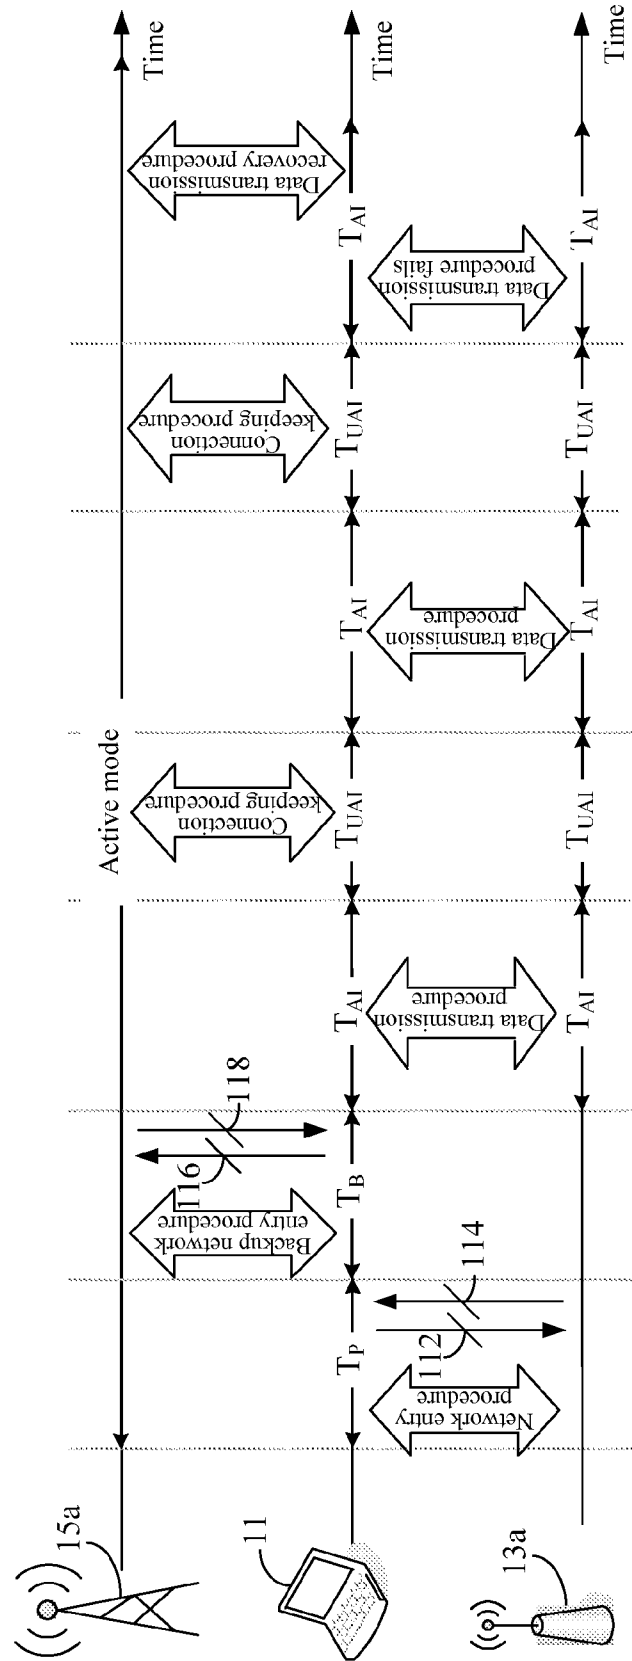 15a
11
13a
Active mode
Time
Time
Time
Network entry
procedure
112
114
T_P
Backup network
entry procedure
116
118
T_B
Data transmission
procedure
T_AI
T_AI
Connection
keeping procedure
T_UAI
T_UAI
Data transmission
procedure
T_AI
T_AI
Connection
keeping procedure
T_UAI
T_UAI
Data transmission
procedure fails
Data transmission
recovery procedure
T_AI
T_AI